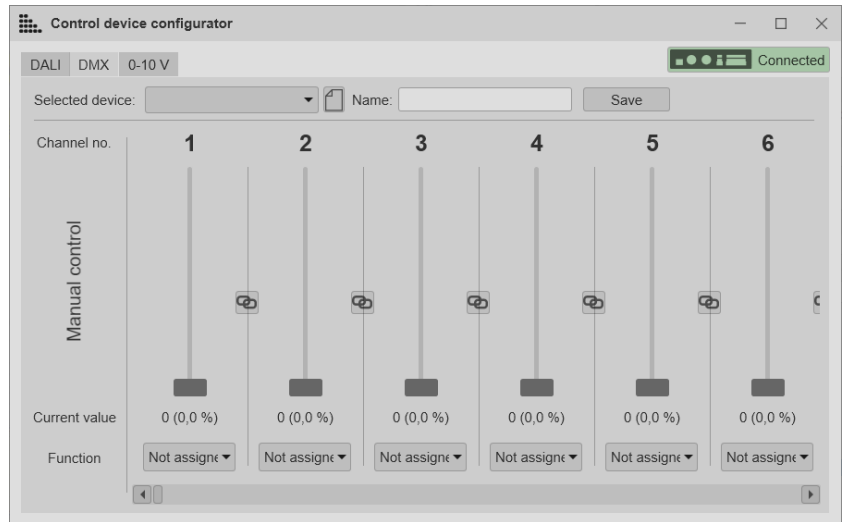 Control device configurator
DALI DMX 0-10 V
Connected
Selected device: Name: Save
Channel no. 1 2 3 4 5 6
Manual control
Current value 0 (0,0 %) 0 (0,0 %) 0 (0,0 %) 0 (0,0 %) 0 (0,0 %) 0 (0,0 %)
Function Not assigne Not assigne Not assigne Not assigne Not assigne Not assigne